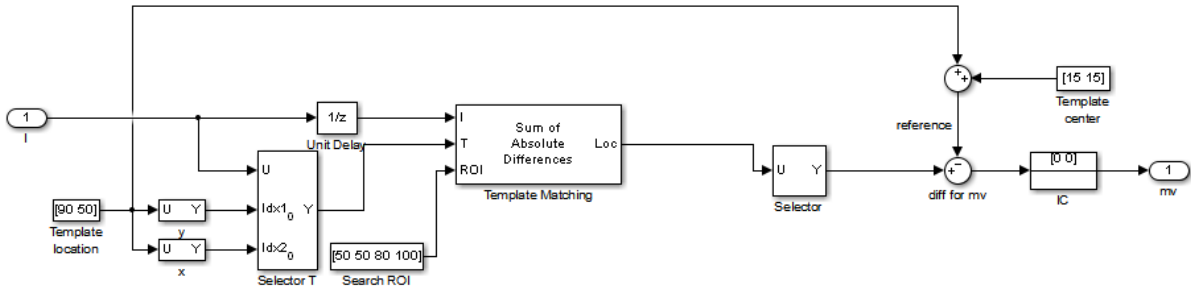 [15 15]
Template
center
reference
1
I
1/z
Unit Delay
I
T
ROI
Sum of
Absolute
Differences
Loc
Template Matching
U
Y
Selector
diff for mv
[0 0]
IC
1
mv
[90 50]
Template
location
U Y
y
U Y
x
U
Idx1 0
Idx2 0
Y
Selector T
[50 50 80 100]
Search ROI
+
+
+
−